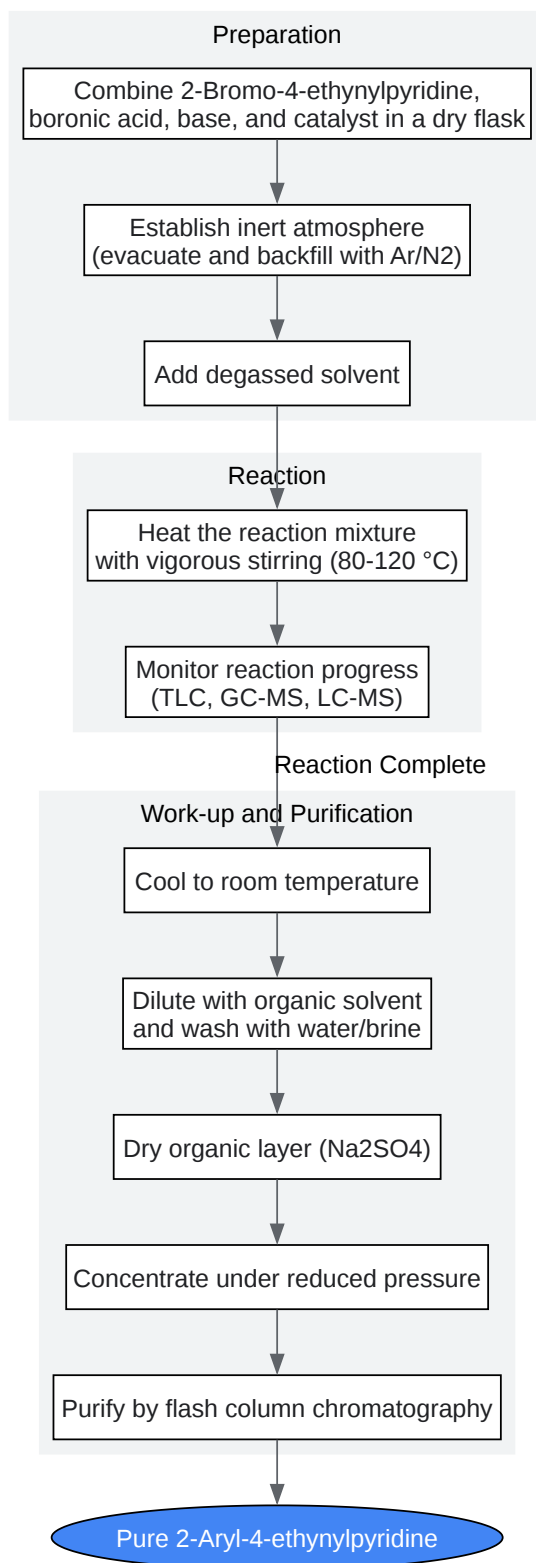 Preparation
Combine 2-Bromo-4-ethynylpyridine,
boronic acid, base, and catalyst in a dry flask
Establish inert atmosphere
(evacuate and backfill with Ar/N2)
Add degassed solvent
Reaction
Heat the reaction mixture
with vigorous stirring (80-120 °C)
Monitor reaction progress
(TLC, GC-MS, LC-MS)
Reaction Complete
Work-up and Purification
Cool to room temperature
Dilute with organic solvent
and wash with water/brine
Dry organic layer (Na2SO4)
Concentrate under reduced pressure
Purify by flash column chromatography
Pure 2-Aryl-4-ethynylpyridine